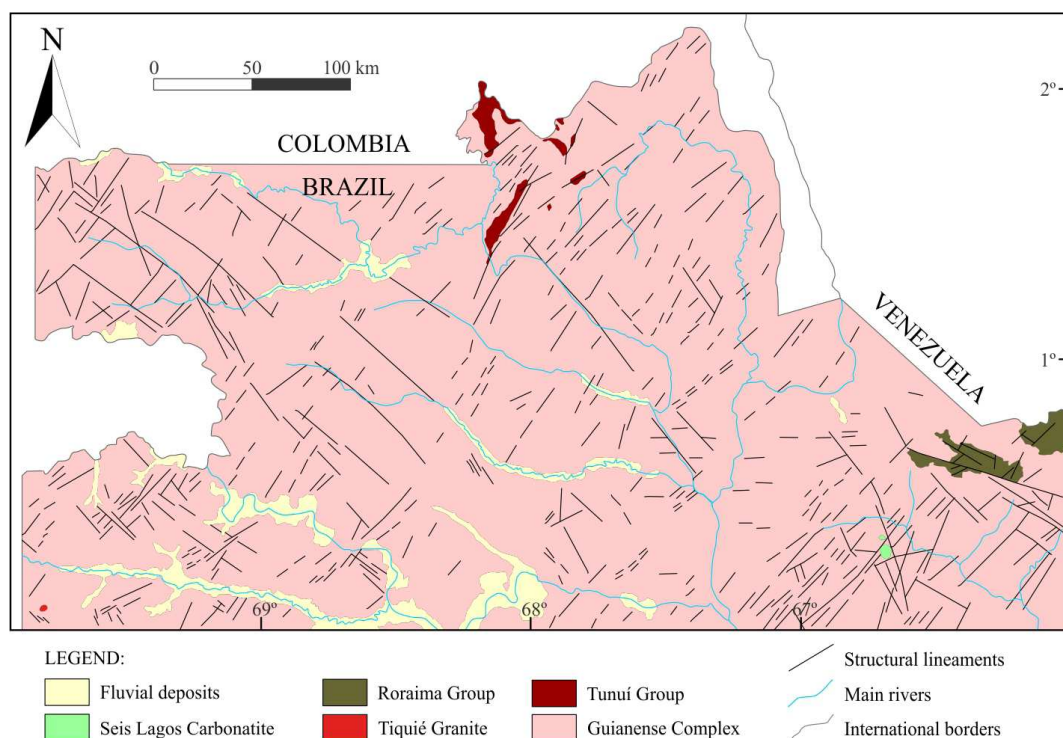 N
0 50 100 km
2º
COLOMBIA
BRAZIL
VENEZUELA
1º
69º 68º 67º
LEGEND:
Fluvial deposits
Seis Lagos Carbonatite
Roraima Group
Tiquié Granite
Tunuí Group
Guianense Complex
Structural lineaments
Main rivers
International borders